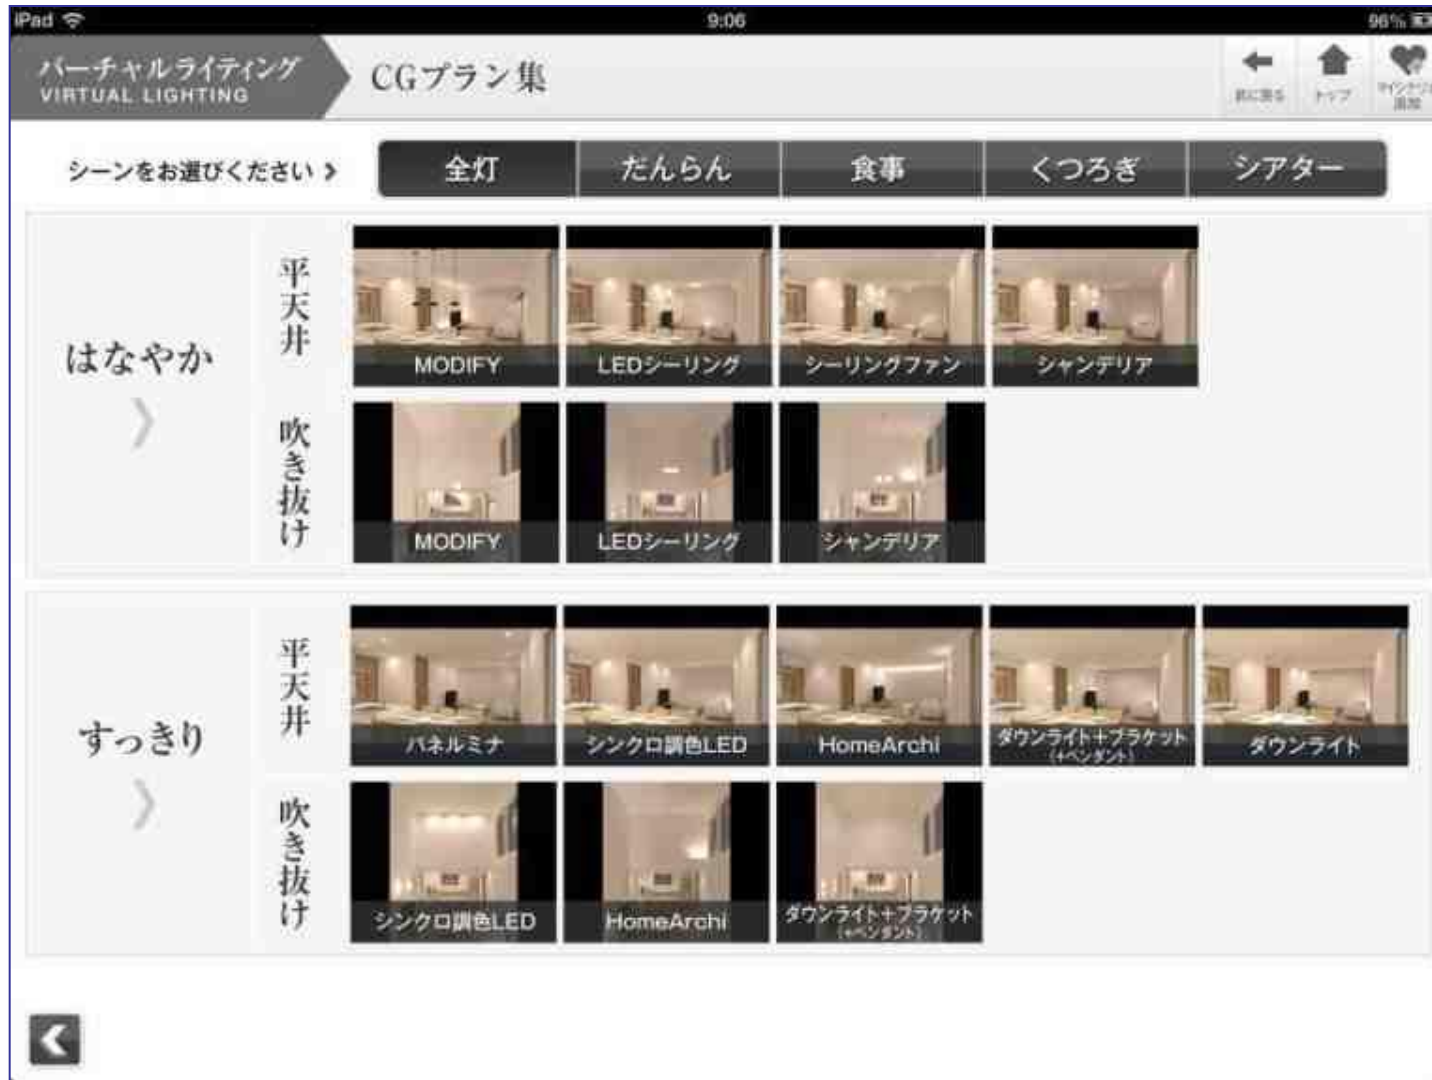 iPad 9:06 96%
バーチャルライティング
VIRTUAL LIGHTING
CGプラン集
前に戻る トップ
シーンをお選びください
全灯 だんらん 食事 くつろぎ シアター
はなやか
平天井
MODIFY LEDシーリング シーリングファン シャンデリア
吹き抜け
MODIFY LEDシーリング シャンデリア
すっきり
平天井
パネルミナ シンクロ調色LED HomeArchi ダウンライト+ブラケット
(+ペンダント)
ダウンライト
吹き抜け
シンクロ調色LED HomeArchi ダウンライト+ブラケット
(+ペンダント)